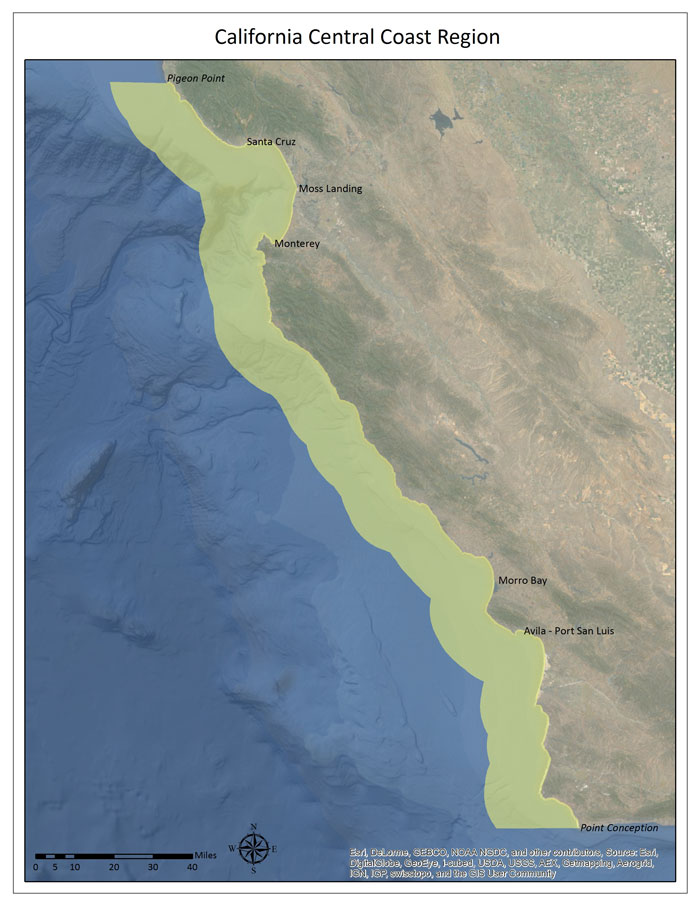 California Central Coast Region
Pigeon Point
Santa Cruz
Moss Landing
Monterey
Morro Bay
Avila - Port San Luis
Point Conception
N
W E
S
Miles
0 5 10 20 30 40
Esri, DeLorme, GEBCO, NOAA NGDC, and other contributors, Source: Esri,
DigitalGlobe, GeoEye, i-cubed, USDA, USGS, AEX, Getmapping, Aerogrid,
IGN, IGP, swisstopo, and the GIS User Community